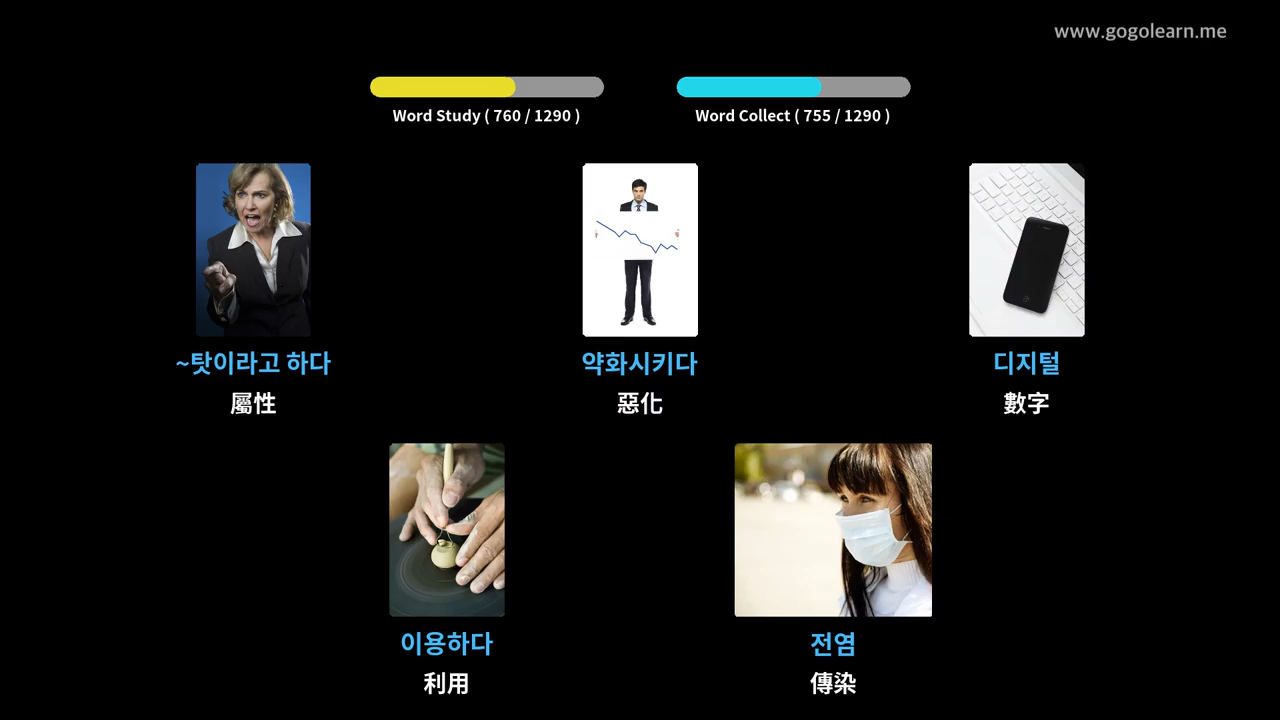 www.gogolearn.me
Word Study ( 760 / 1290 )
Word Collect ( 755 / 1290 )
~탓이라고 하다
屬性
약화시키다
惡化
디지털
數字
이용하다
利用
전염
傳染